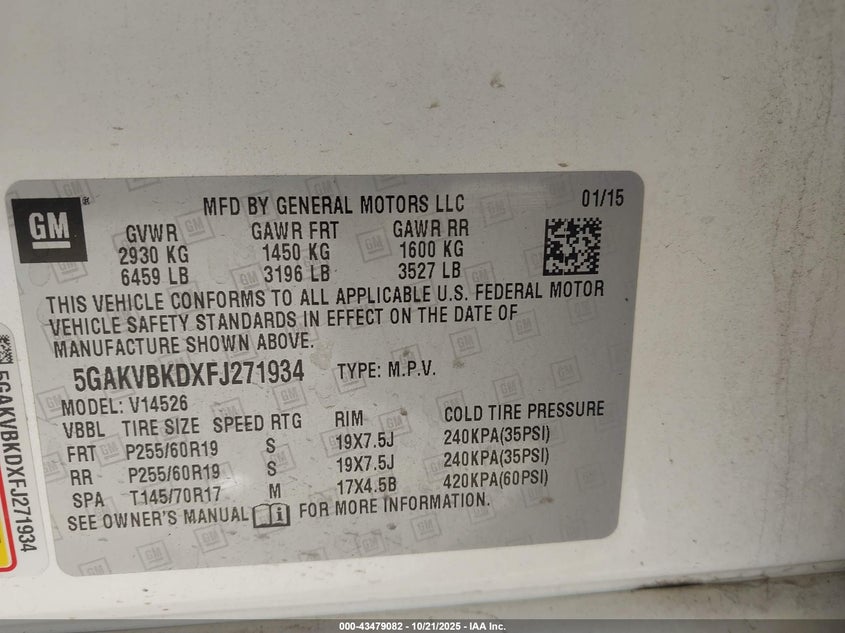 GM
MFD BY GENERAL MOTORS LLC 01/15
GVWR GAWR FRT GAWR RR
2930 KG 1450 KG 1600 KG
6459 LB 3196 LB 3527 LB
THIS VEHICLE CONFORMS TO ALL APPLICABLE U.S. FEDERAL MOTOR
VEHICLE SAFETY STANDARDS IN EFFECT ON THE DATE OF
MANUFACTURE SHOWN ABOVE.
5GAKVBKDXFJ271934 TYPE: M.P.V.
MODEL: V14526
VBBL TIRE SIZE SPEED RTG RIM COLD TIRE PRESSURE
FRT P255/60R19 S 19X7.5J 240KPA(35PSI)
RR P255/60R19 S 19X7.5J 240KPA(35PSI)
SPA T145/70R17 M 17X4.5B 420KPA(60PSI)
SEE OWNER'S MANUAL FOR MORE INFORMATION.
5GAKVBKDXFJ271934
000-43479082 - 10/21/2025 - IAA Inc.